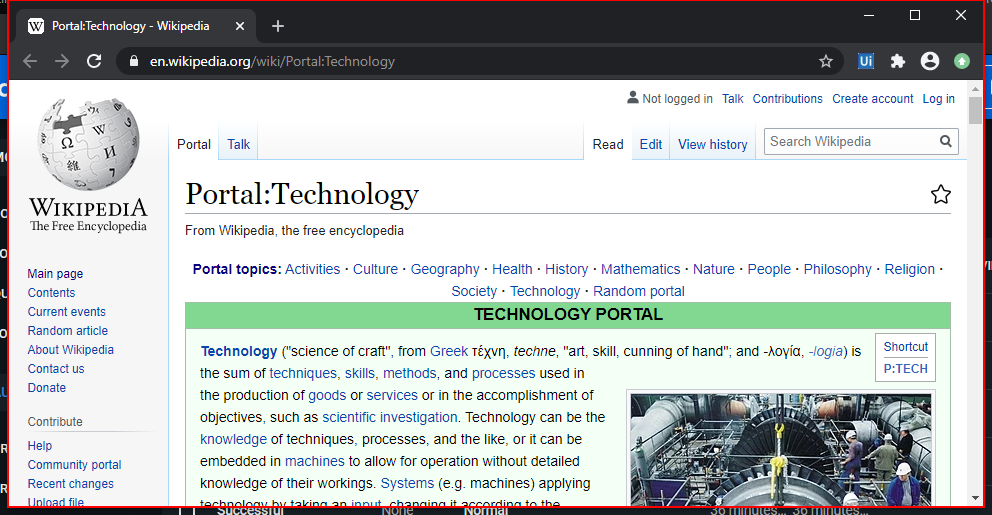 Portal:Technology - Wikipedia
en.wikipedia.org/wiki/Portal:Technology
Ui
Not logged in Talk Contributions Create account Log in
Portal Talk Read Edit View history Search Wikipedia
WIKIPEDIA
The Free Encyclopedia
Main page
Contents
Current events
Random article
About Wikipedia
Contact us
Donate
Contribute
Help
Community portal
Recent changes
Upload file
Portal:Technology
From Wikipedia, the free encyclopedia
Portal topics: Activities · Culture · Geography · Health · History · Mathematics · Nature · People · Philosophy · Religion ·
Society · Technology · Random portal
TECHNOLOGY PORTAL
Shortcut
P:TECH
Technology ("science of craft", from Greek τέχνη, techne, "art, skill, cunning of hand"; and -λογία, -logia) is
the sum of techniques, skills, methods, and processes used in
the production of goods or services or in the accomplishment of
objectives, such as scientific investigation. Technology can be the
knowledge of techniques, processes, and the like, or it can be
embedded in machines to allow for operation without detailed
knowledge of their workings. Systems (e.g. machines) applying
technology by taking an input, changing it according to the
Successful None Normal 36 minutes... 36 minutes...